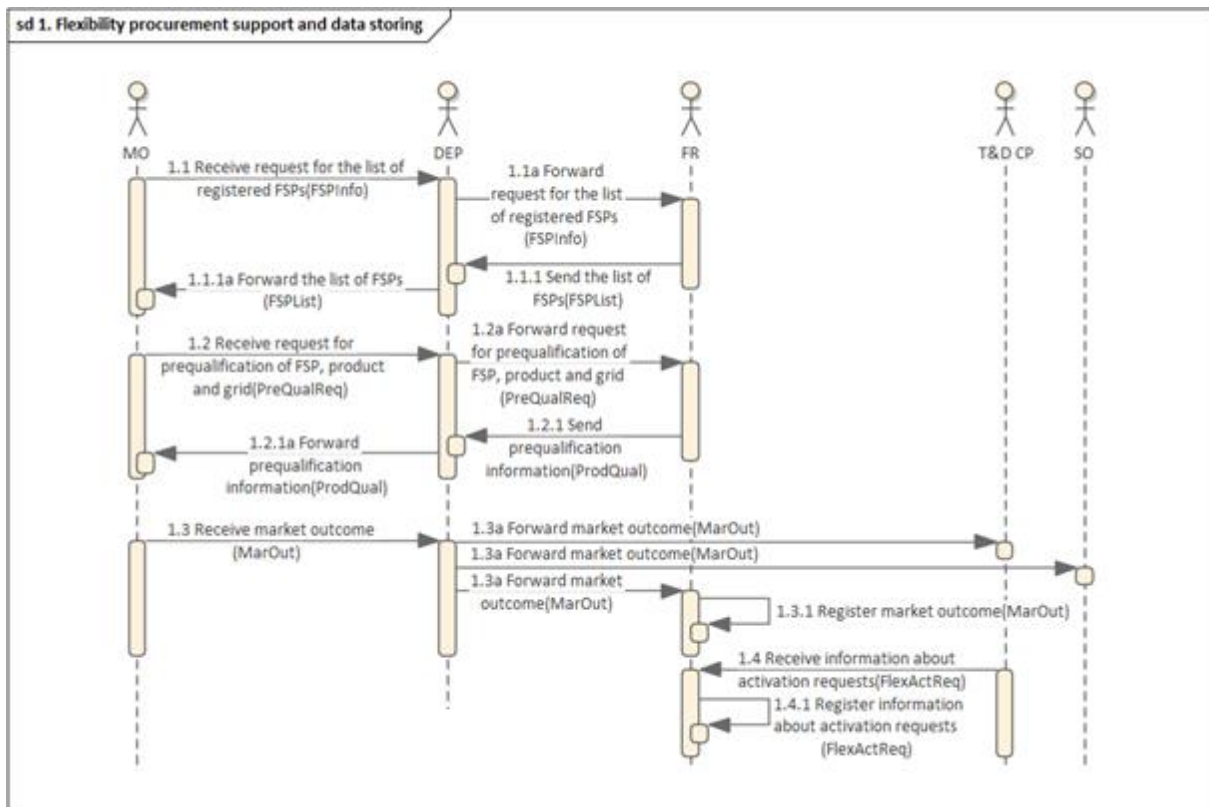 sd 1. Flexibility procurement support and data storing
MO
DEP
FR
T&D CP
SO
1.1 Receive request for the list of
registered FSPs(FSPInfo)
1.1a Forward
request for the list
of registered FSPs
(FSPInfo)
1.1.1 Send the list of
FSPs(FSPList)
1.1.1a Forward the list of FSPs
(FSPList)
1.2 Receive request for
prequalification of FSP, product
and grid(PreQualReq)
1.2a Forward request
for prequalification of
FSP, product and grid
(PreQualReq)
1.2.1 Send
prequalification
information(ProdQual)
1.2.1a Forward
prequalification
information(ProdQual)
1.3 Receive market outcome
(MarOut)
1.3a Forward market outcome(MarOut)
1.3a Forward market outcome(MarOut)
1.3a Forward market
outcome(MarOut)
1.3.1 Register market outcome(MarOut)
1.4 Receive information about
activation requests(FlexActReq)
1.4.1 Register information
about activation requests
(FlexActReq)